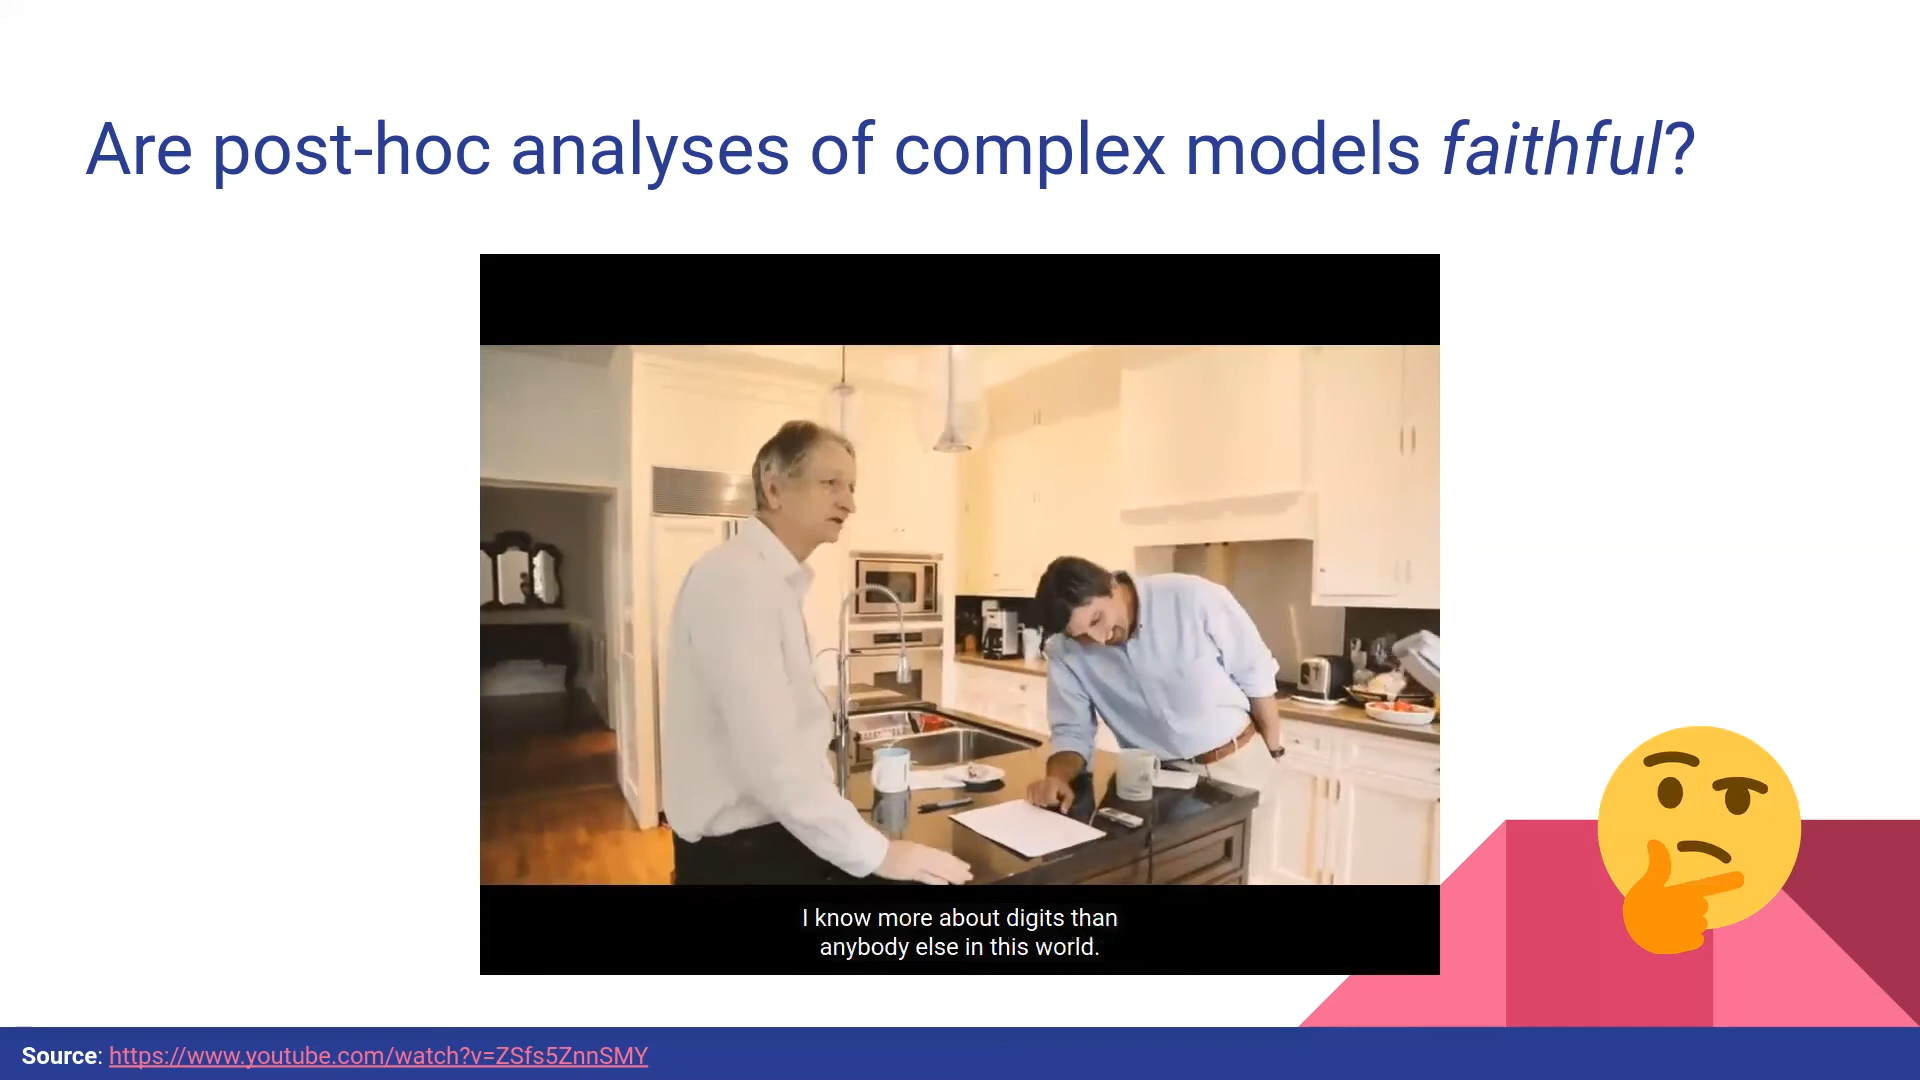 Are post-hoc analyses of complex models faithful?
I know more about digits than
anybody else in this world.
Source: https://www.youtube.com/watch?v=ZSfs5ZnnSMY